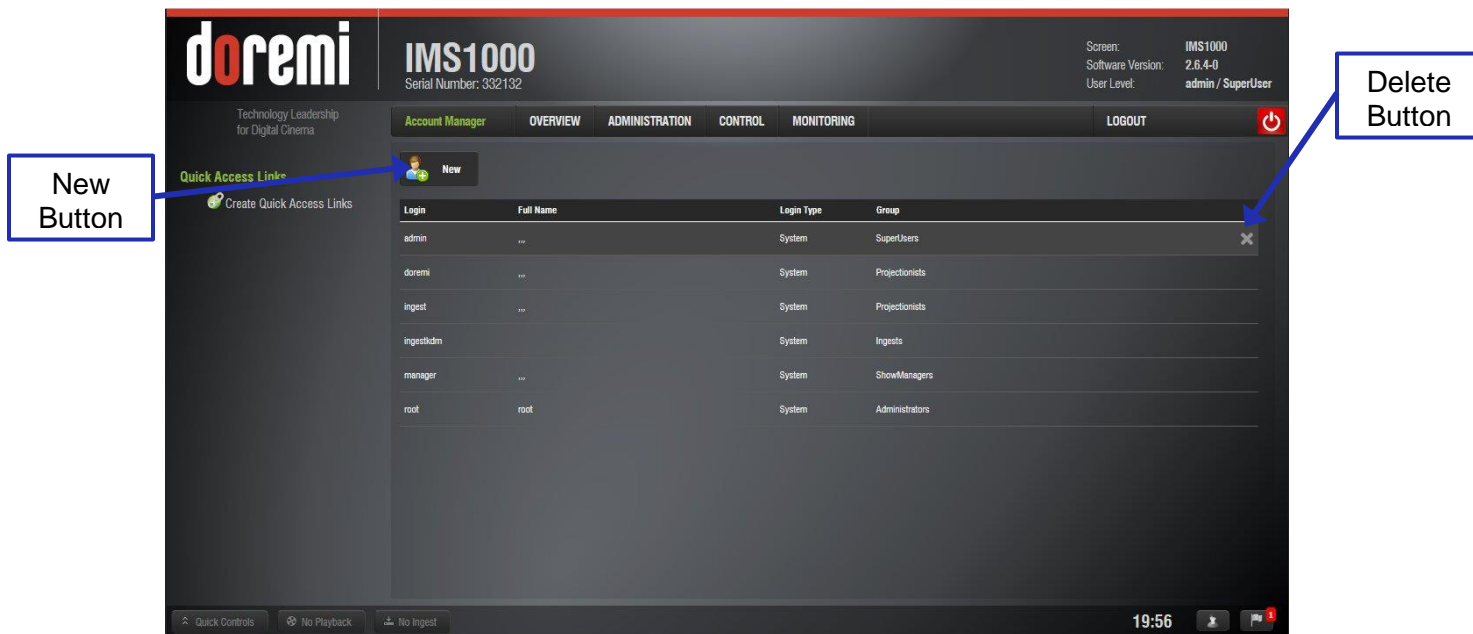 doremi
Technology Leadership
for Digital Cinema
IMS1000
Serial Number: 332132
Screen: IMS1000
Software Version: 2.6.4-0
User Level: admin / SuperUser
Delete
Button
Account Manager OVERVIEW ADMINISTRATION CONTROL MONITORING LOGOUT
New
Button
Quick Access Links
Create Quick Access Links
New
Login Full Name Login Type Group
admin ,,, System SuperUsers
doremi ,,, System Projectionists
ingest ,,, System Projectionists
ingestkdm System Ingests
manager ,,, System ShowManagers
root root System Administrators
Quick Controls No Playback No Ingest 19:56 1